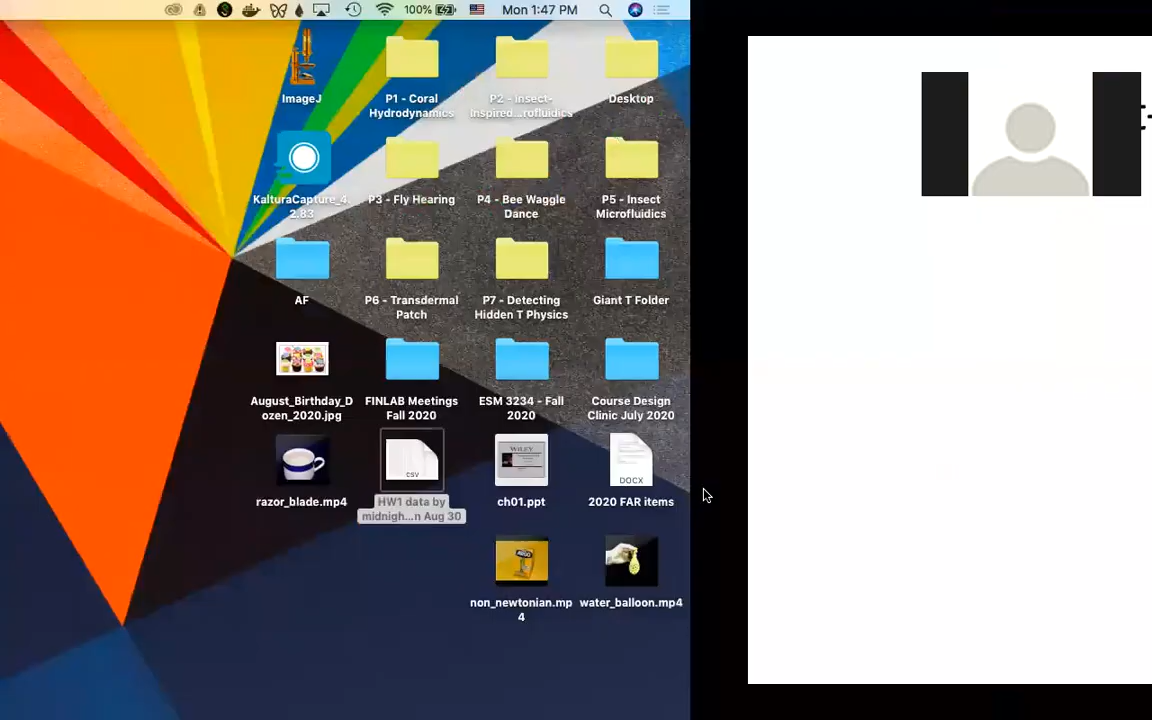 100% Mon 1:47 PM
ImageJ
P1 - Coral
Hydrodynamics
P2 - Insect-
Inspired...rofluidics
Desktop
KalturaCapture_4.
2.83
P3 - Fly Hearing
P4 - Bee Waggle
Dance
P5 - Insect
Microfluidics
AF
P6 - Transdermal
Patch
P7 - Detecting
Hidden T Physics
Giant T Folder
August_Birthday_D
ozen_2020.jpg
FINLAB Meetings
Fall 2020
ESM 3234 - Fall
2020
Course Design
Clinic July 2020
CSV
WILEY
DOCX
razor_blade.mp4
HW1 data by
midnigh...n Aug 30
ch01.ppt
2020 FAR items
ARGO
non_newtonian.mp
4
water_balloon.mp4